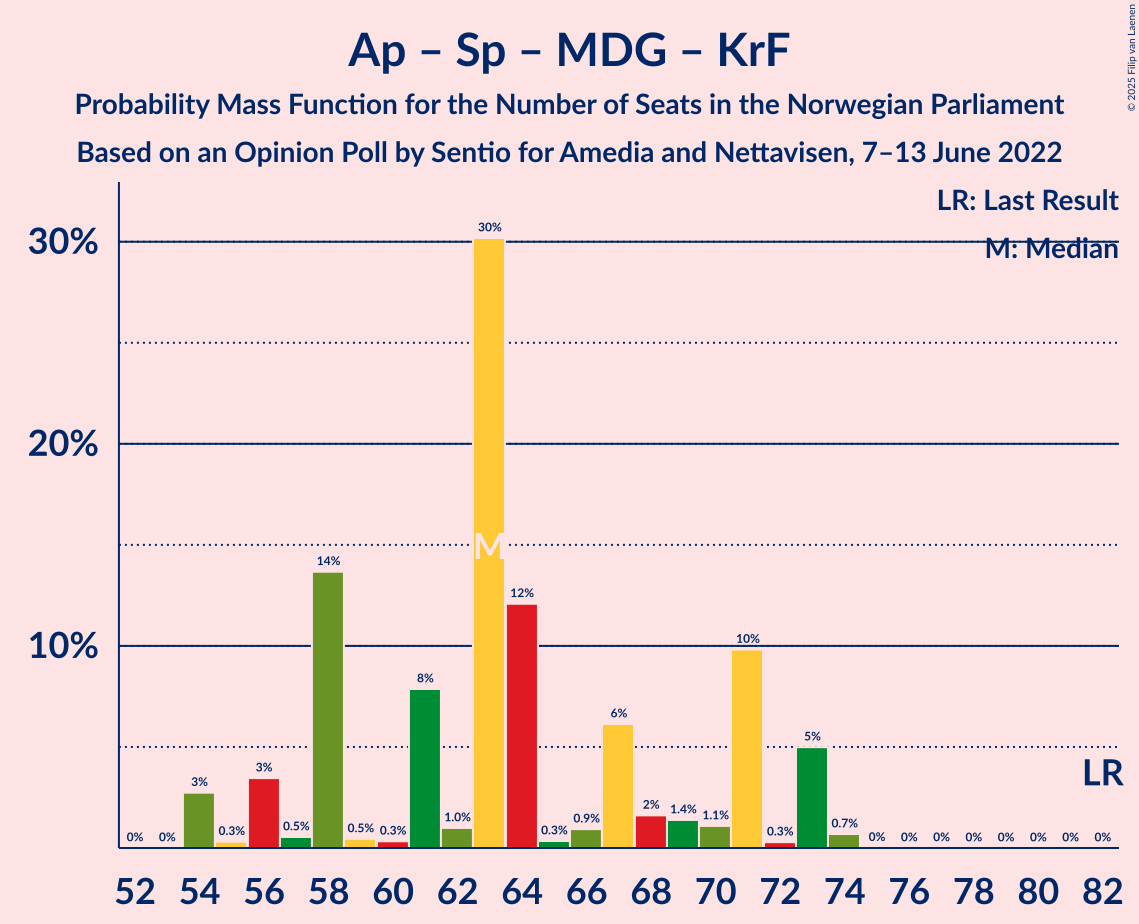 Ap – Sp – MDG – KrF
Probability Mass Function for the Number of Seats in the Norwegian Parliament
Based on an Opinion Poll by Sentio for Amedia and Nettavisen, 7–13 June 2022
© 2025 Filip van Laenen
LR: Last Result
M: Median
30%
20%
10%
0% 0% 3% 0.3% 3% 0.5% 14% 0.5% 0.3% 8% 1.0% 30% 12% 0.3% 0.9% 6% 2% 1.4% 1.1% 10% 0.3% 5% 0.7% 0% 0% 0% 0% 0% 0% 0% 0%
M
LR
52 54 56 58 60 62 64 66 68 70 72 74 76 78 80 82